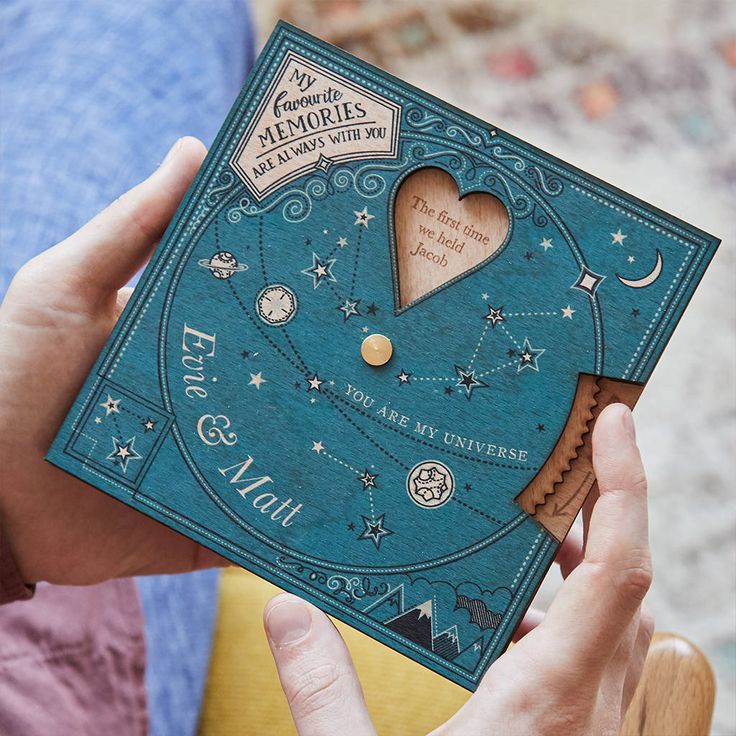 My
favourite
MEMORIES
ARE ALWAYS WITH YOU
The first time
we held
Jacob
YOU ARE MY UNIVERSE
Evie
& Matt